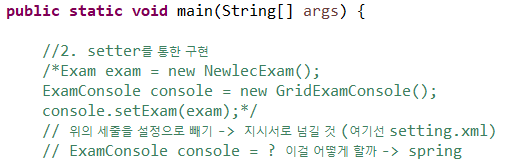 public static void main(String[] args) {
//2. setter를 통한 구현
/*Exam exam = new NewlecExam();
ExamConsole console = new GridExamConsole();
console.setExam(exam);*/
// 위의 세줄을 설정으로 빼기 -> 지시서로 넘길 것 (여기선 setting.xml)
// ExamConsole console = ? 이걸 어떻게 할까 -> spring